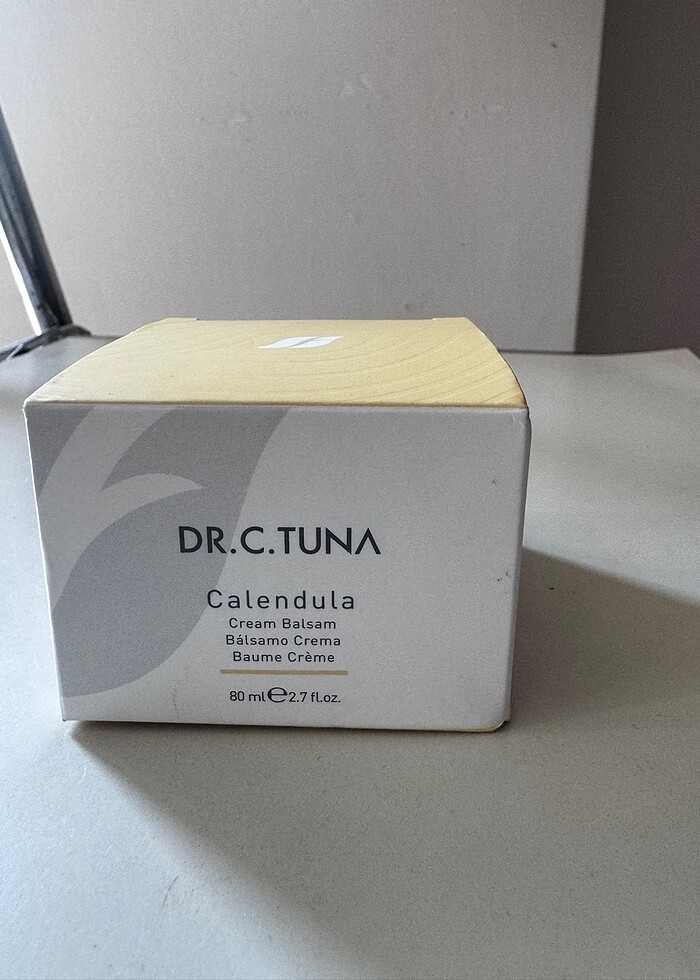 DR.C.TUNA
Calendula
Cream Balsam
Bálsamo Crema
Baume Crème
80 ml℮2.7 fl.oz.